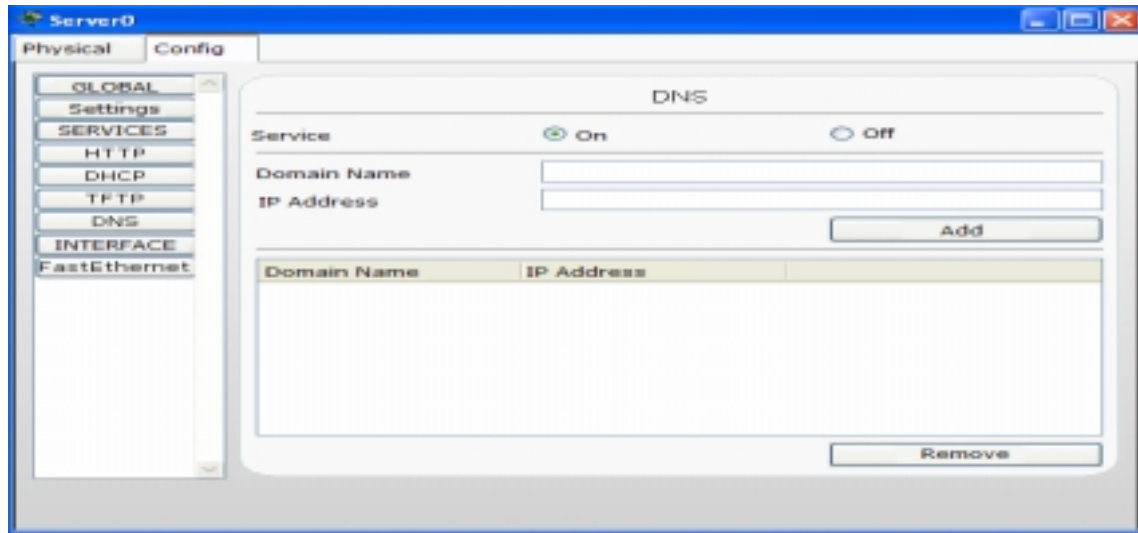 Server0
Physical Config
GLOBAL
Settings
SERVICES
HTTP
DHCP
TFTP
DNS
INTERFACE
FastEthernet
DNS
Service On Off
Domain Name
IP Address
Add
Domain Name IP Address
Remove